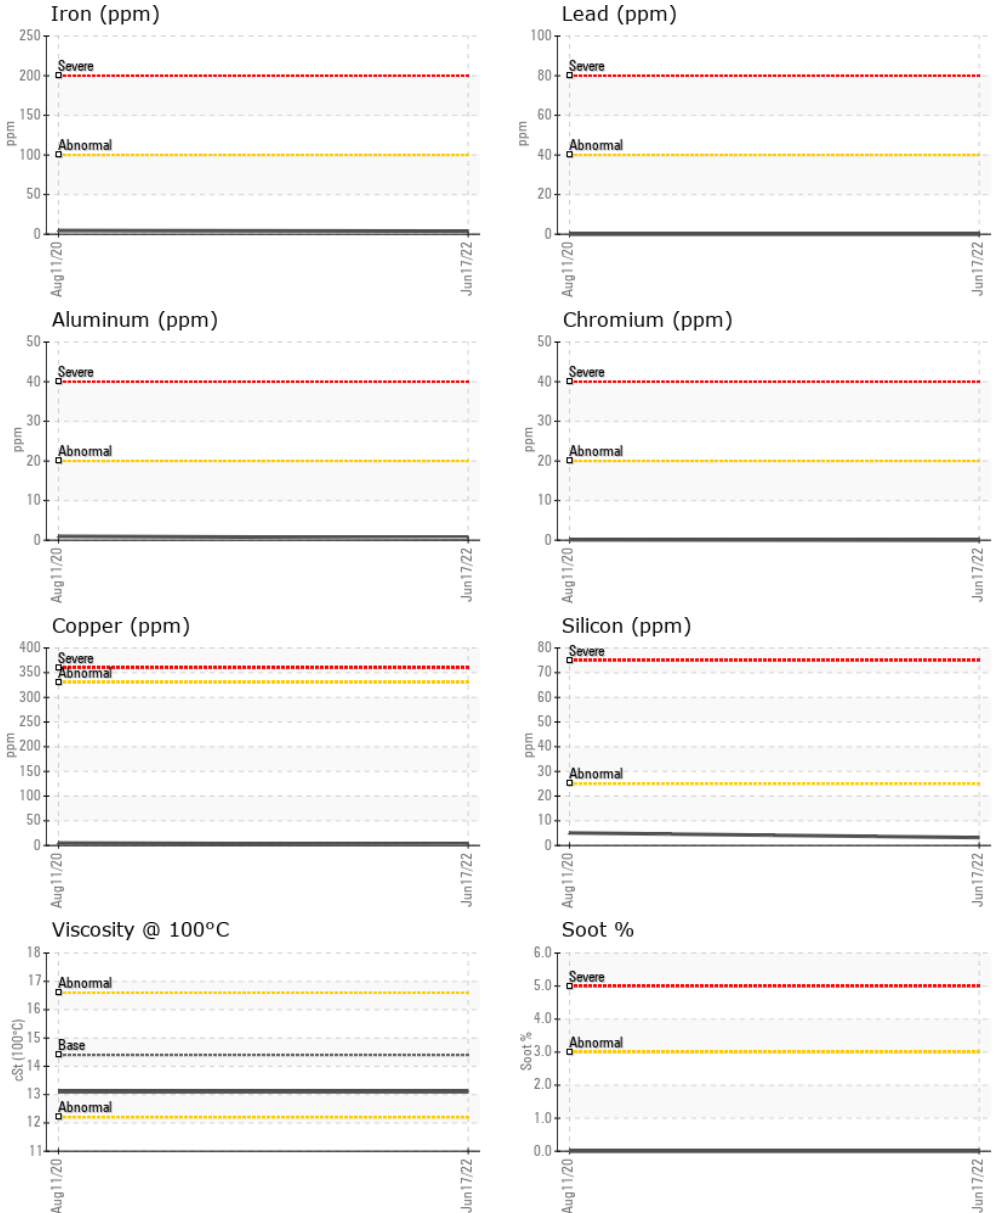 Iron (ppm)
250
200
150
100
50
0
ppm
Severe
Abnormal
Aug11/20
Jun17/22
Lead (ppm)
100
80
60
40
20
0
ppm
Severe
Abnormal
Aug11/20
Jun17/22
Aluminum (ppm)
50
40
30
20
10
0
ppm
Severe
Abnormal
Aug11/20
Jun17/22
Chromium (ppm)
50
40
30
20
10
0
ppm
Severe
Abnormal
Aug11/20
Jun17/22
Copper (ppm)
400
350
300
250
200
150
100
50
0
ppm
Severe
Abnormal
Aug11/20
Jun17/22
Silicon (ppm)
80
70
60
50
40
30
20
10
0
ppm
Severe
Abnormal
Aug11/20
Jun17/22
Viscosity @ 100°C
18
17
16
15
14
13
12
11
cSt (100°C)
Abnormal
Base
Abnormal
Aug11/20
Jun17/22
Soot %
6.0
5.0
4.0
3.0
2.0
1.0
0.0
Soot %
Severe
Abnormal
Aug11/20
Jun17/22